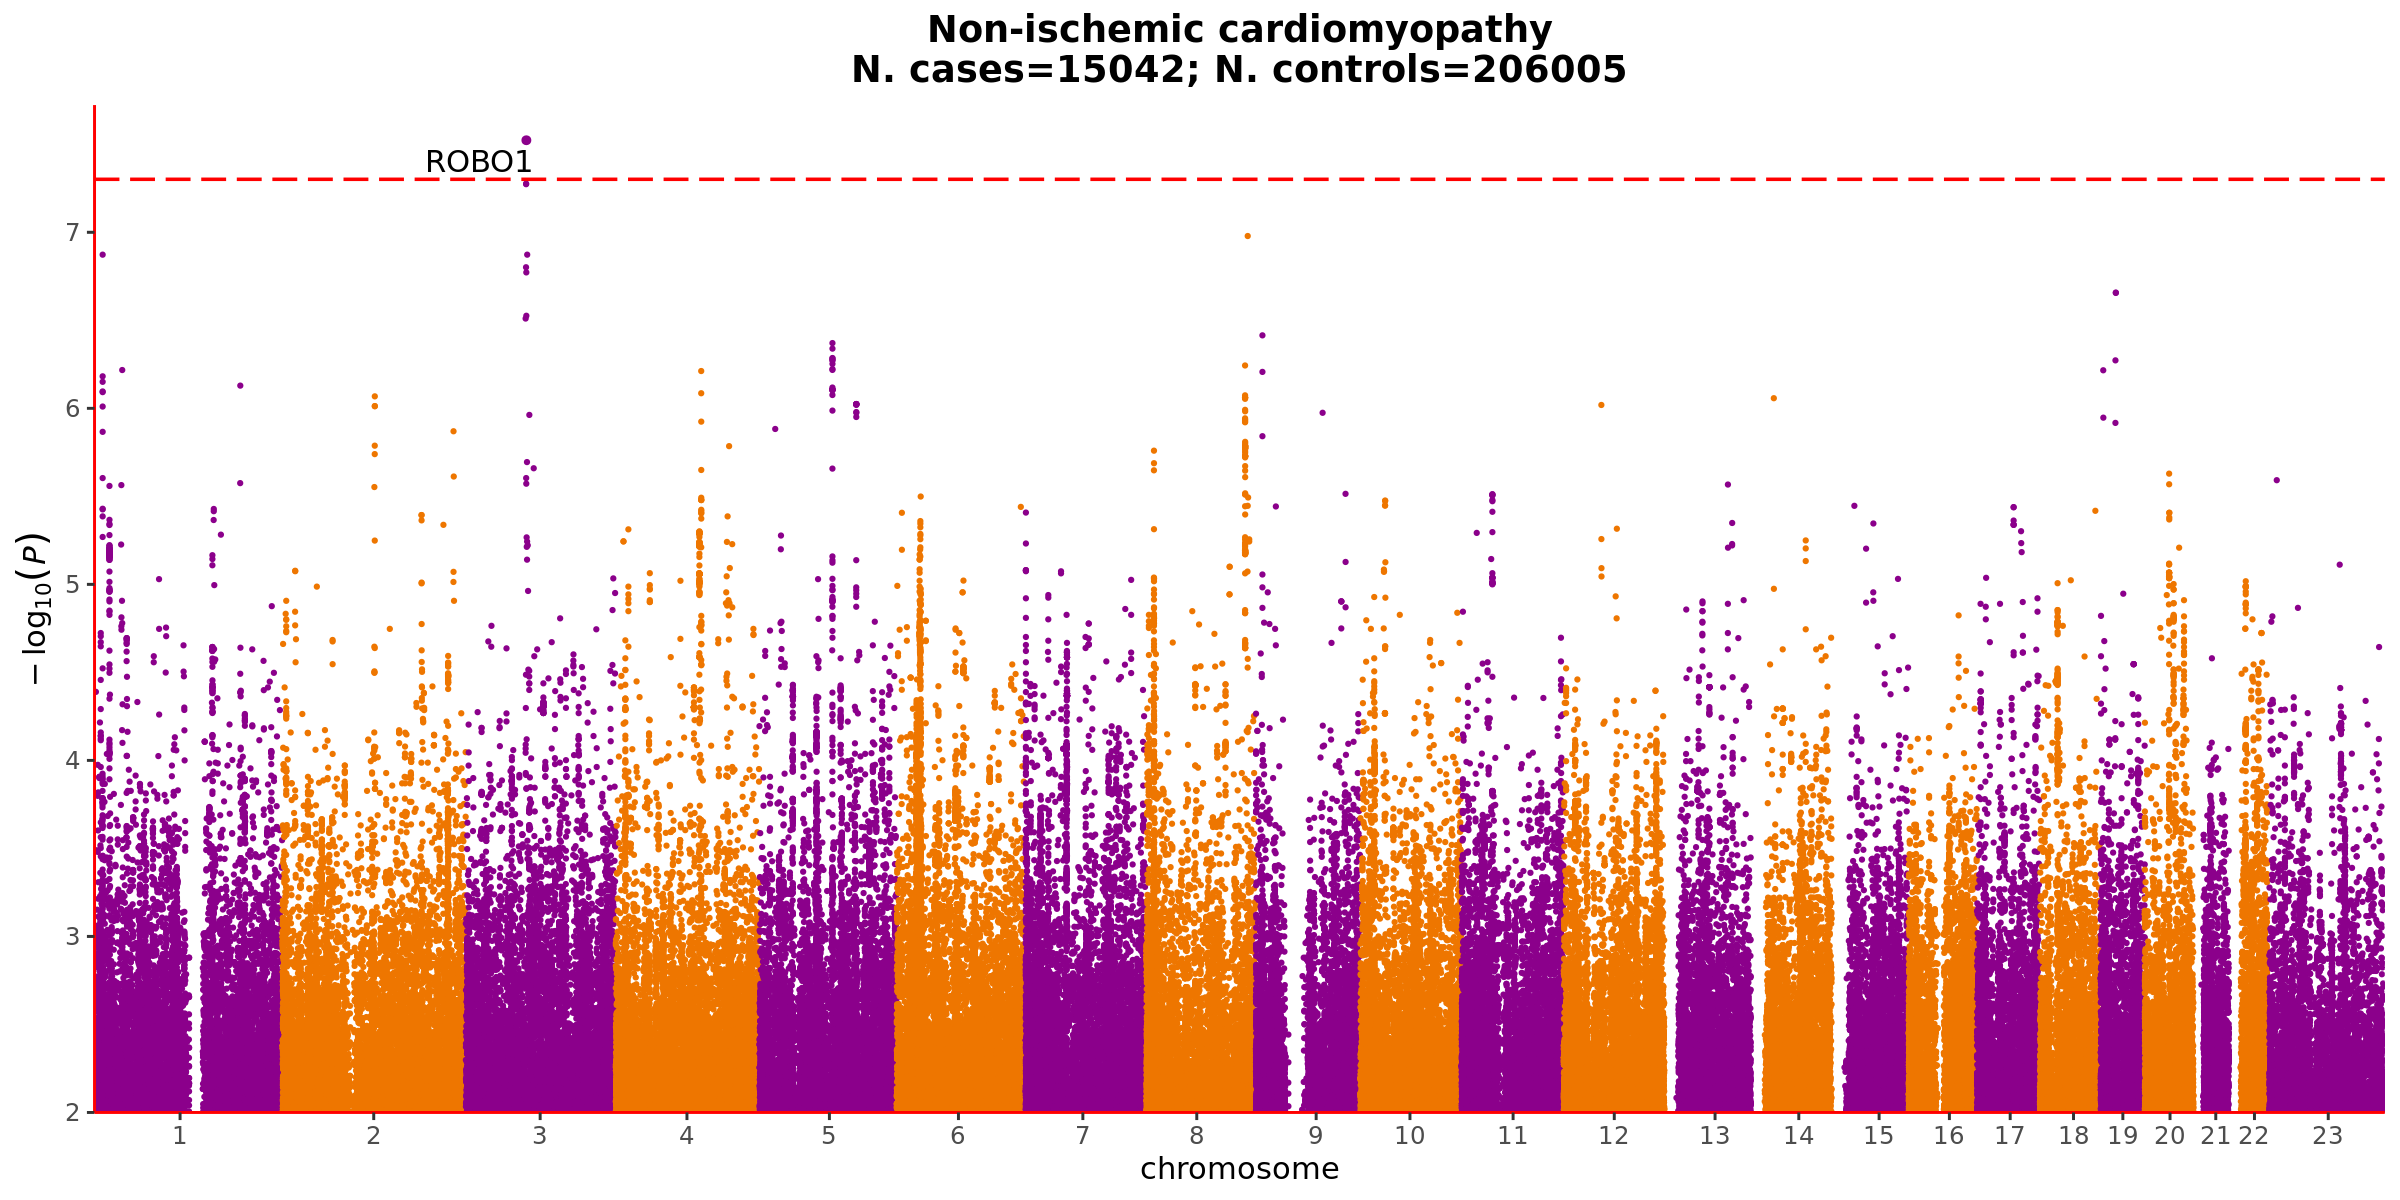 Non-ischemic cardiomyopathy
N. cases=15042; N. controls=206005
ROBO1
7
6
5
4
3
2
−log10(P)
1 2 3 4 5 6 7 8 9 10 11 12 13 14 15 16 17 18 19 20 21 22 23
chromosome